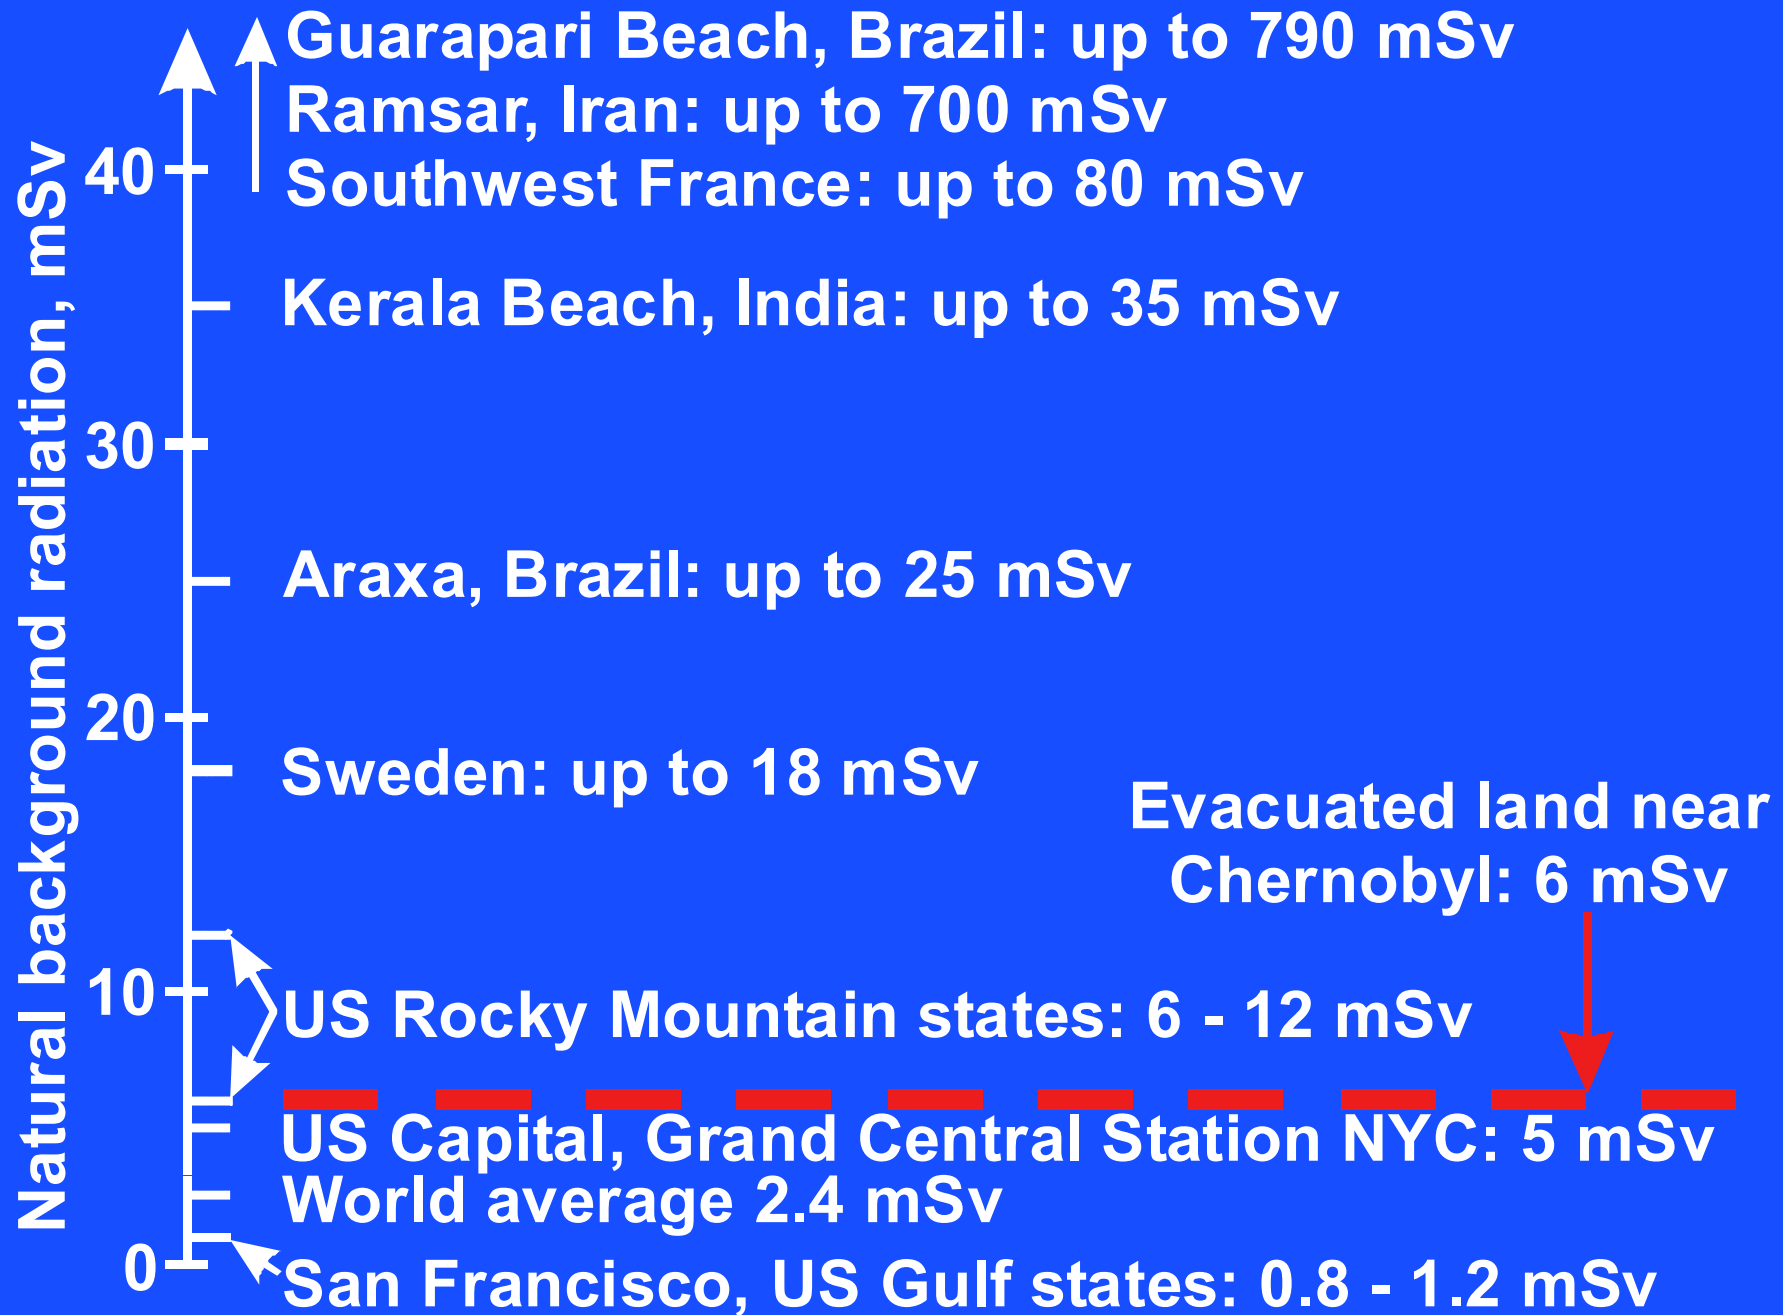 Guarapari Beach, Brazil: up to 790 mSv
Ramsar, Iran: up to 700 mSv
Southwest France: up to 80 mSv
Kerala Beach, India: up to 35 mSv
Araxa, Brazil: up to 25 mSv
Sweden: up to 18 mSv
Evacuated land near
Chernobyl: 6 mSv
US Rocky Mountain states: 6 - 12 mSv
US Capital, Grand Central Station NYC: 5 mSv
World average 2.4 mSv
San Francisco, US Gulf states: 0.8 - 1.2 mSv
Natural background radiation, mSv
40
30
20
10
0